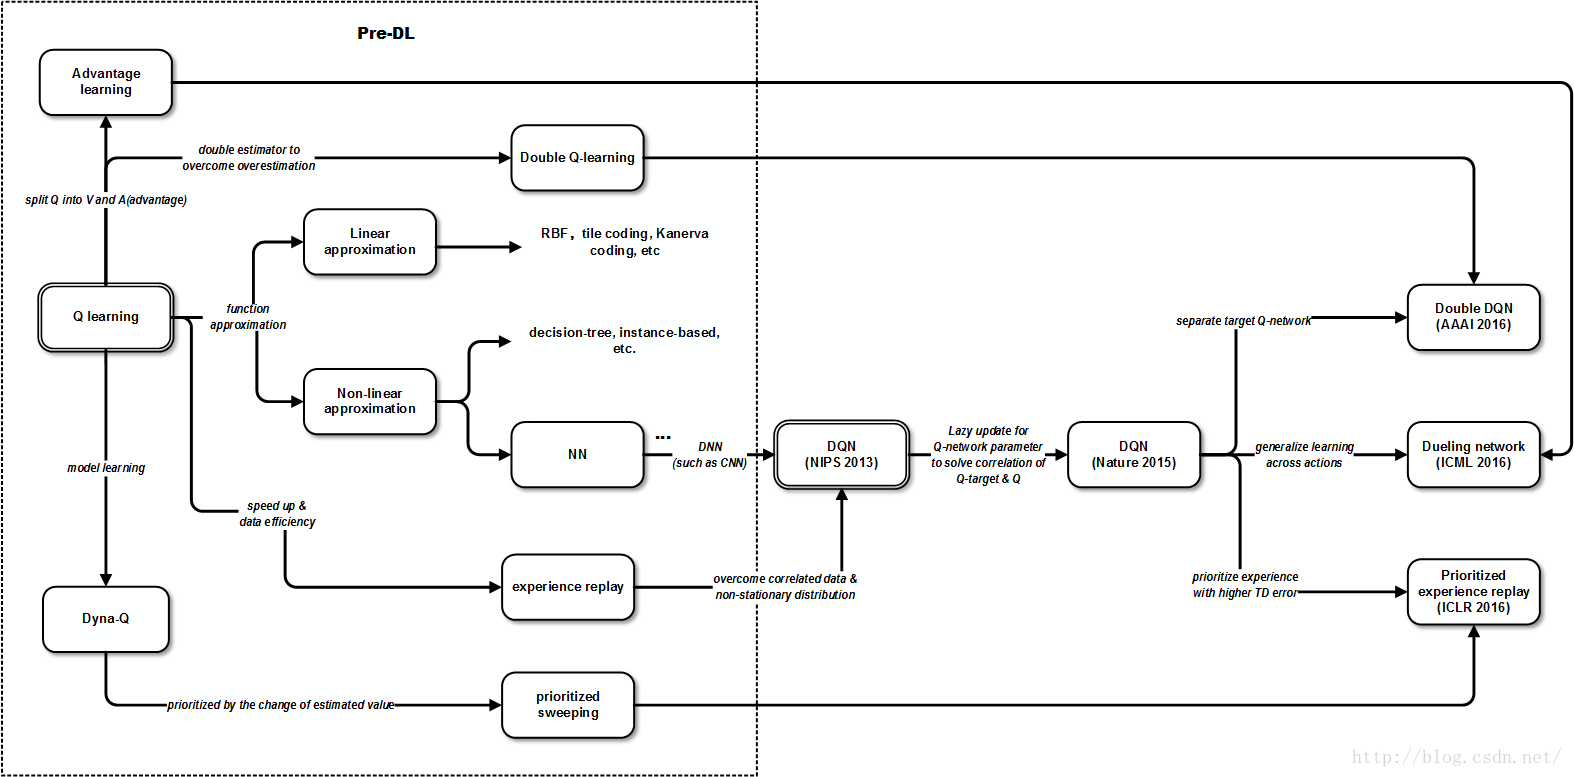 Pre-DL
Advantage
learning
double estimator to
overcome overestimation
Double Q-learning
split Q into V and A(advantage)
Linear
approximation
RBF, tile coding, Kanerva
coding, etc
Q learning
function
approximation
decision-tree, instance-based,
etc.
Non-linear
approximation
NN
...
DNN
(such as CNN)
DQN
(NIPS 2013)
Lazy update for
Q-network parameter
to solve correlation of
Q-target & Q
DQN
(Nature 2015)
separate target Q-network
Double DQN
(AAAI 2016)
generalize learning
across actions
Dueling network
(ICML 2016)
model learning
speed up &
data efficiency
experience replay
overcome correlated data &
non-stationary distribution
prioritize experience
with higher TD error
Prioritized
experience replay
(ICLR 2016)
Dyna-Q
prioritized by the change of estimated value
prioritized
sweeping
http://blog.csdn.net/